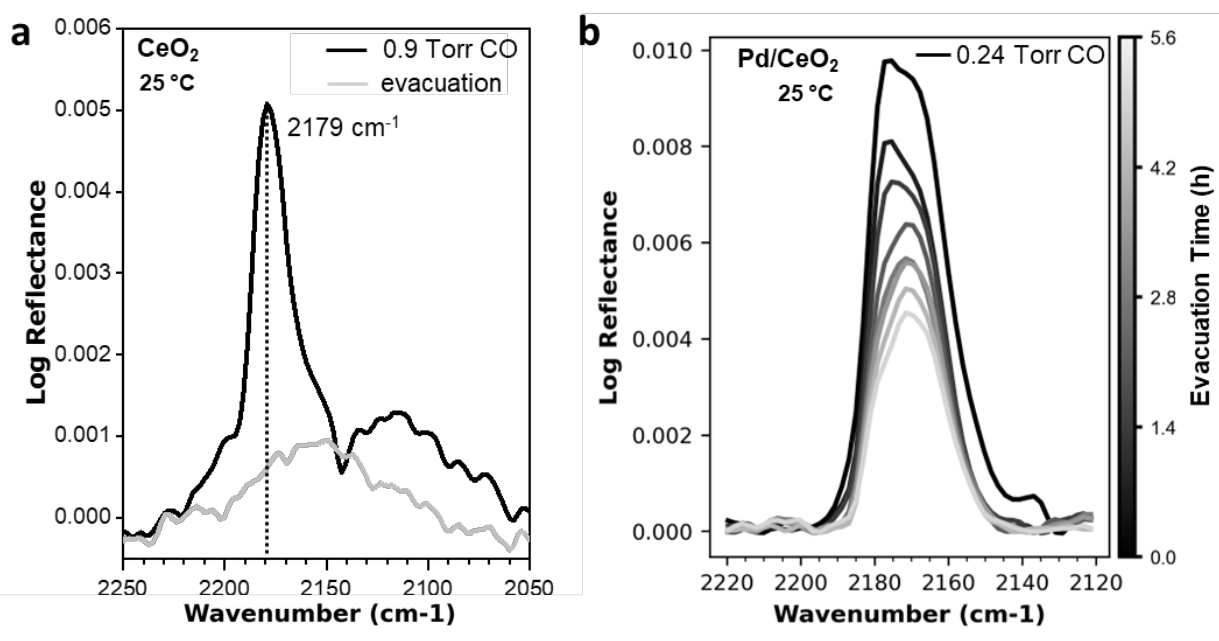 a
CeO₂
25 °C
0.9 Torr CO
evacuation
2179 cm⁻¹
0.006
0.005
0.004
0.003
0.002
0.001
0.000
Log Reflectance
2250 2200 2150 2100 2050
Wavenumber (cm-1)
b
Pd/CeO₂
25 °C
0.24 Torr CO
0.010
0.008
0.006
0.004
0.002
0.000
Log Reflectance
2220 2200 2180 2160 2140 2120
Wavenumber (cm-1)
5.6
4.2
2.8
1.4
0.0
Evacuation Time (h)